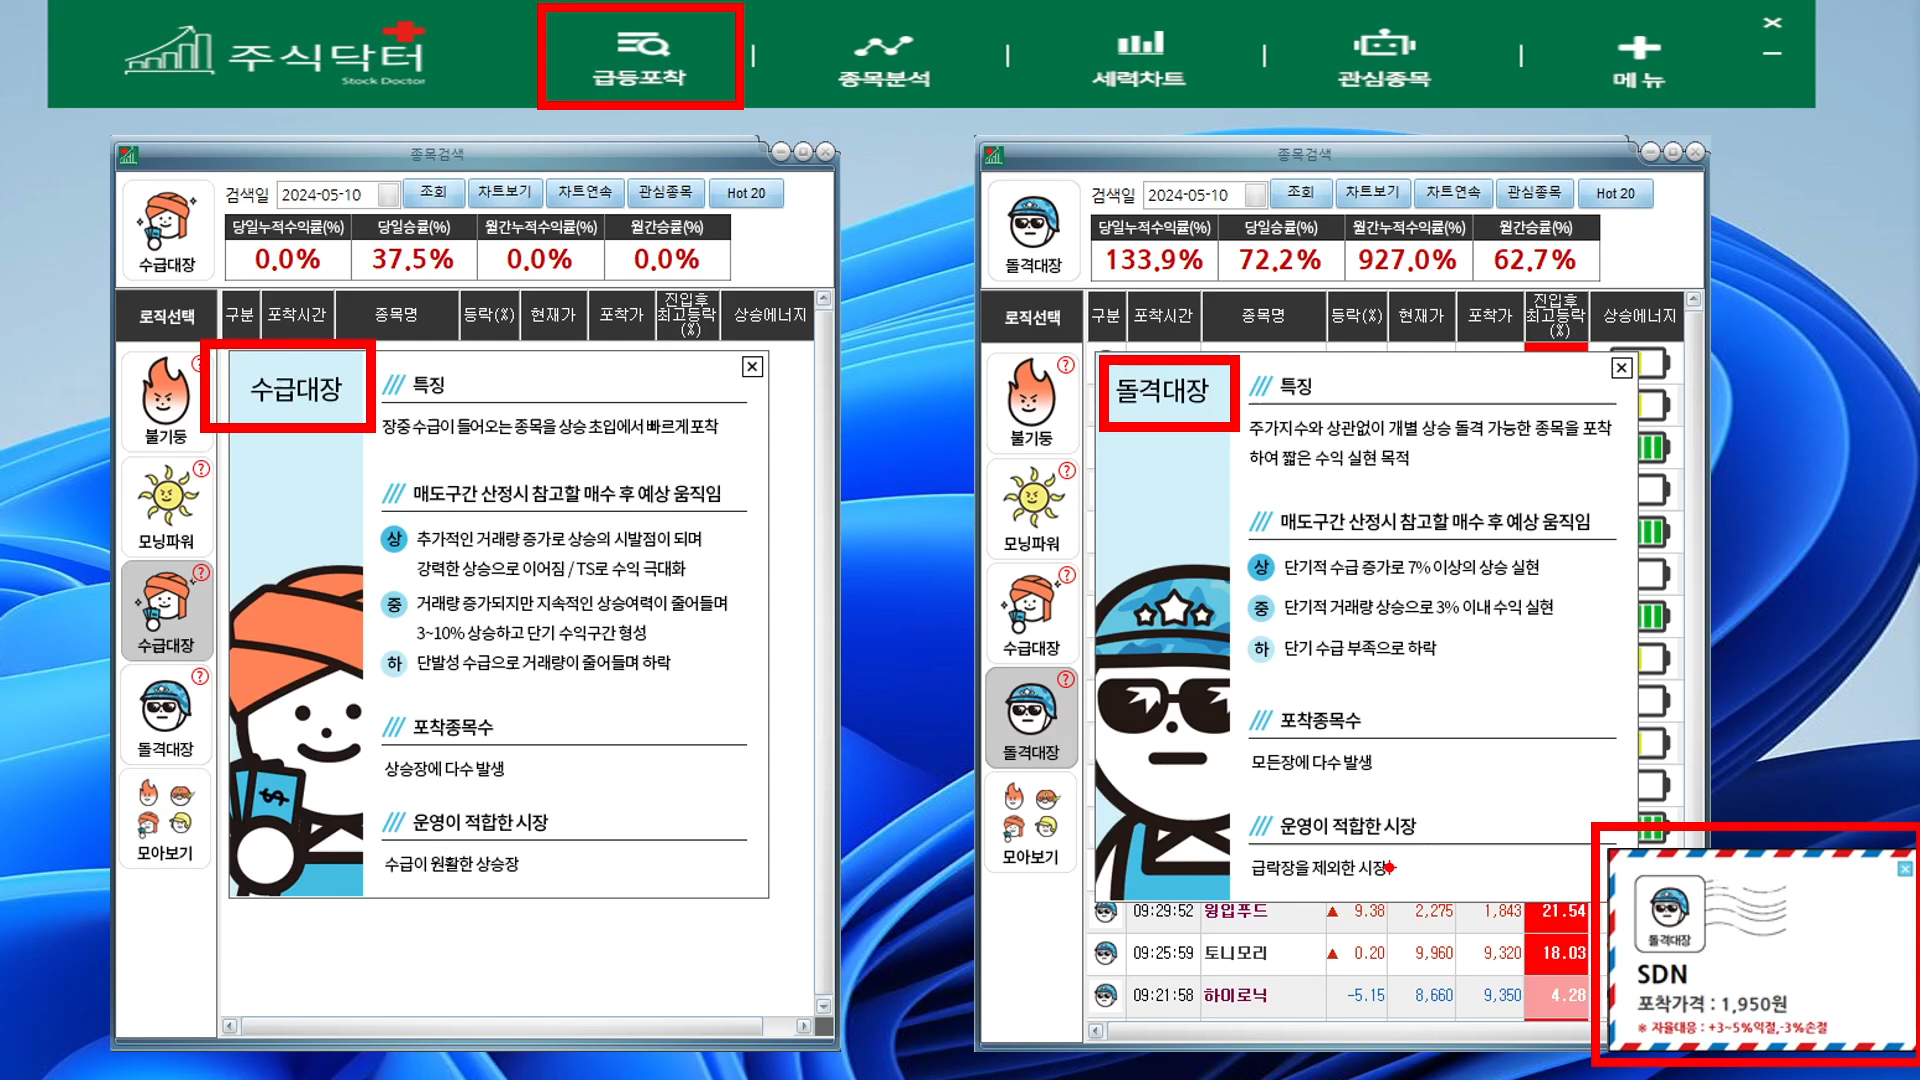 주식닥터
Stock Doctor
급등포착
종목분석
세력차트
관심종목
메뉴
종목검색
수급대장
검색일
2024-05-10
조회
차트보기
차트연속
관심종목
Hot 20
당일누적수익률(%)
당일승률(%)
월간누적수익률(%)
월간승률(%)
0.0%
37.5%
0.0%
0.0%
로직선택
구분
포착시간
종목명
등락(%)
현재가
포착가
진입후
최고등락
(%)
상승에너지
불기둥
?
모닝파워
?
수급대장
?
돌격대장
모아보기
수급대장
/// 특징
장중 수급이 들어오는 종목을 상승 초입에서 빠르게 포착
/// 매도구간 산정시 참고할 매수 후 예상 움직임
상 추가적인 거래량 증가로 상승의 시발점이 되며
강력한 상승으로 이어짐 / TS로 수익 극대화
중 거래량 증가되지만 지속적인 상승여력이 줄어들며
3~10% 상승하고 단기 수익구간 형성
하 단발성 수급으로 거래량이 줄어들며 하락
/// 포착종목수
상승장에 다수 발생
/// 운영이 적합한 시장
수급이 원활한 상승장
종목검색
돌격대장
검색일
2024-05-10
조회
차트보기
차트연속
관심종목
Hot 20
당일누적수익률(%)
당일승률(%)
월간누적수익률(%)
월간승률(%)
133.9%
72.2%
927.0%
62.7%
로직선택
구분
포착시간
종목명
등락(%)
현재가
포착가
진입후
최고등락
(%)
상승에너지
?
불기둥
?
모닝파워
?
수급대장
?
돌격대장
모아보기
돌격대장
/// 특징
주가지수와 상관없이 개별 상승 돌격 가능한 종목을 포착
하여 짧은 수익 실현 목적
/// 매도구간 산정시 참고할 매수 후 예상 움직임
상 단기적 수급 증가로 7% 이상의 상승 실현
중 단기적 거래량 상승으로 3% 이내 수익 실현
하 단기 수급 부족으로 하락
/// 포착종목수
모든장에 다수 발생
/// 운영이 적합한 시장
급락장을 제외한 시장
09:29:52 윙입푸드 ▲ 9.38 2,275 1,843 21.54
09:25:59 토니모리 ▲ 0.20 9,960 9,320 18.03
09:21:58 하이로닉 -5.15 8,660 9,350 4.28
돌격대장
SDN
포착가격 : 1,950원
※ 자율대응 : +3~5%익절,-3%손절